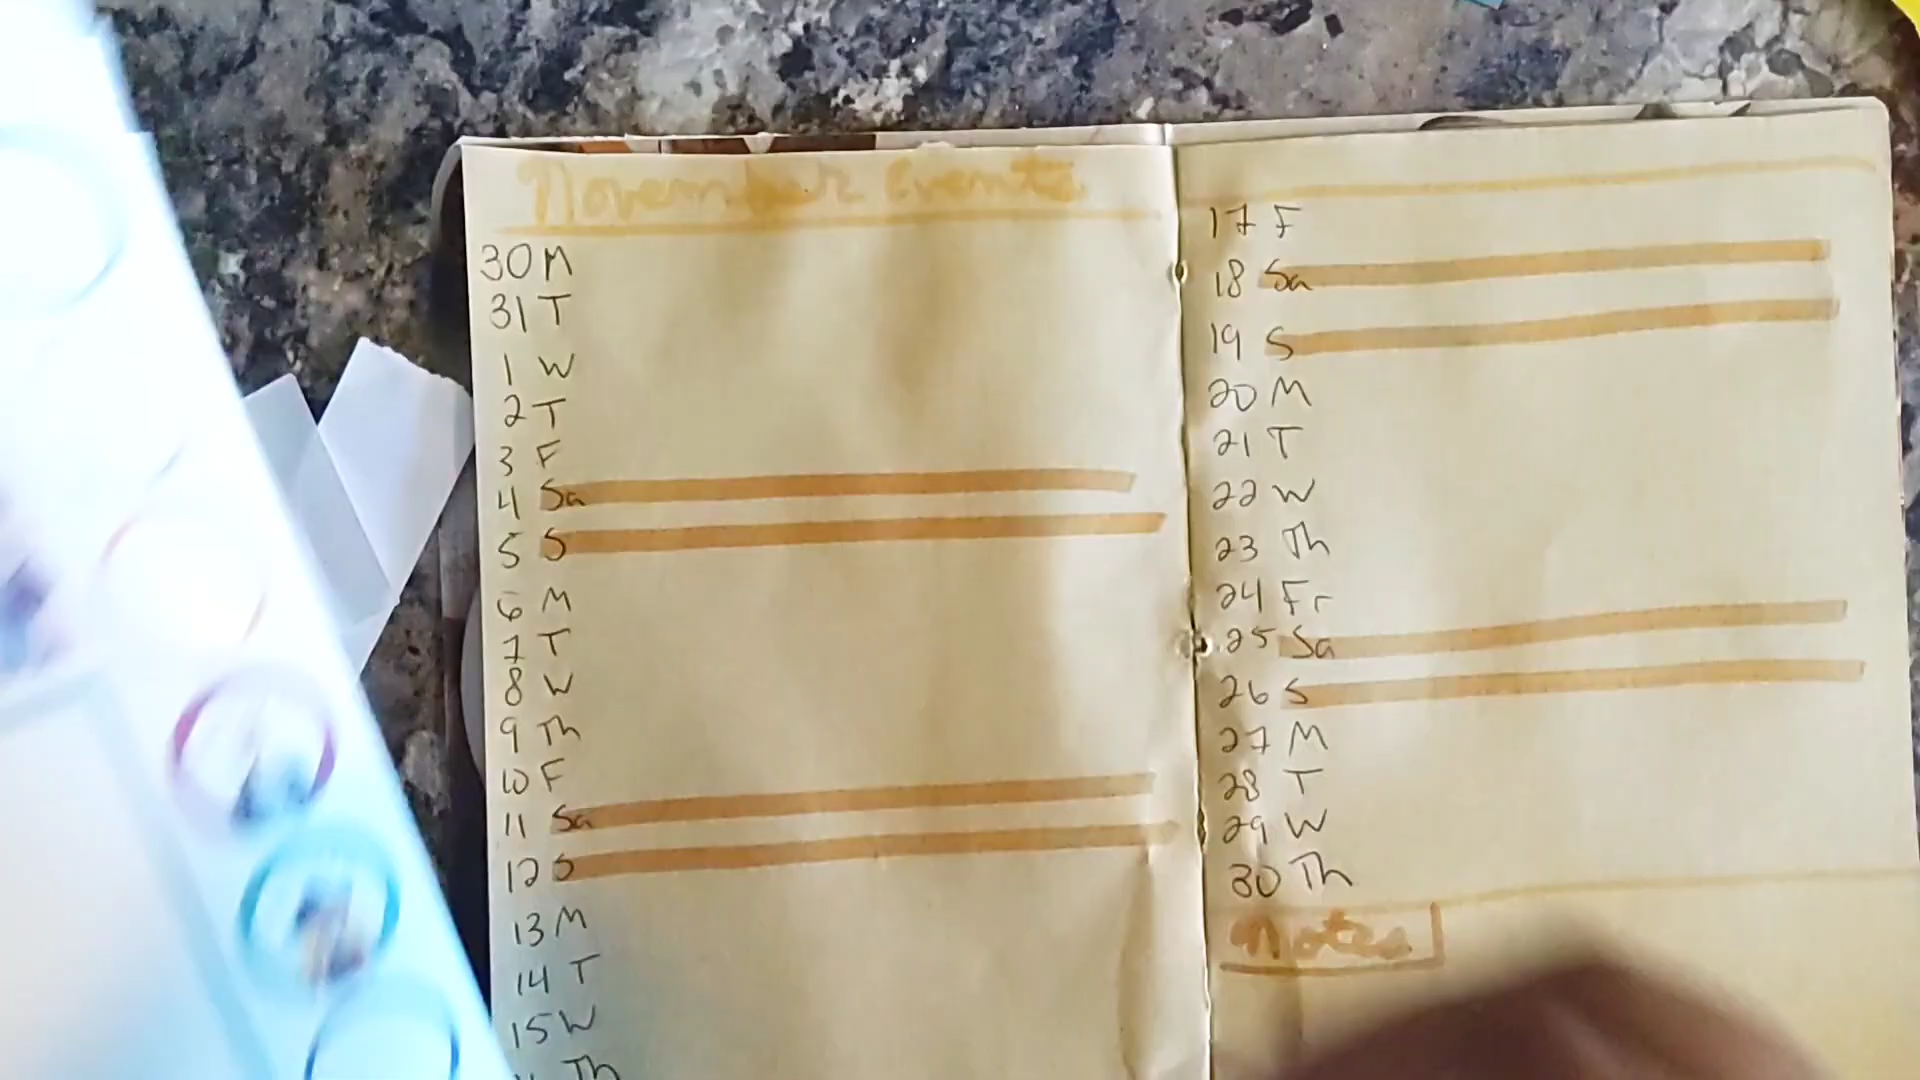 November Events
30 M
31 T
1 W
2 T
3 F
4 Sa
5 S
6 M
7 T
8 W
9 Th
10 F
11 Sa
12 S
13 M
14 T
15 W
Th
17 F
18 Sa
19 S
20 M
21 T
22 W
23 Th
24 Fr
25 Sa
26 S
27 M
28 T
29 W
30 Th
Notes